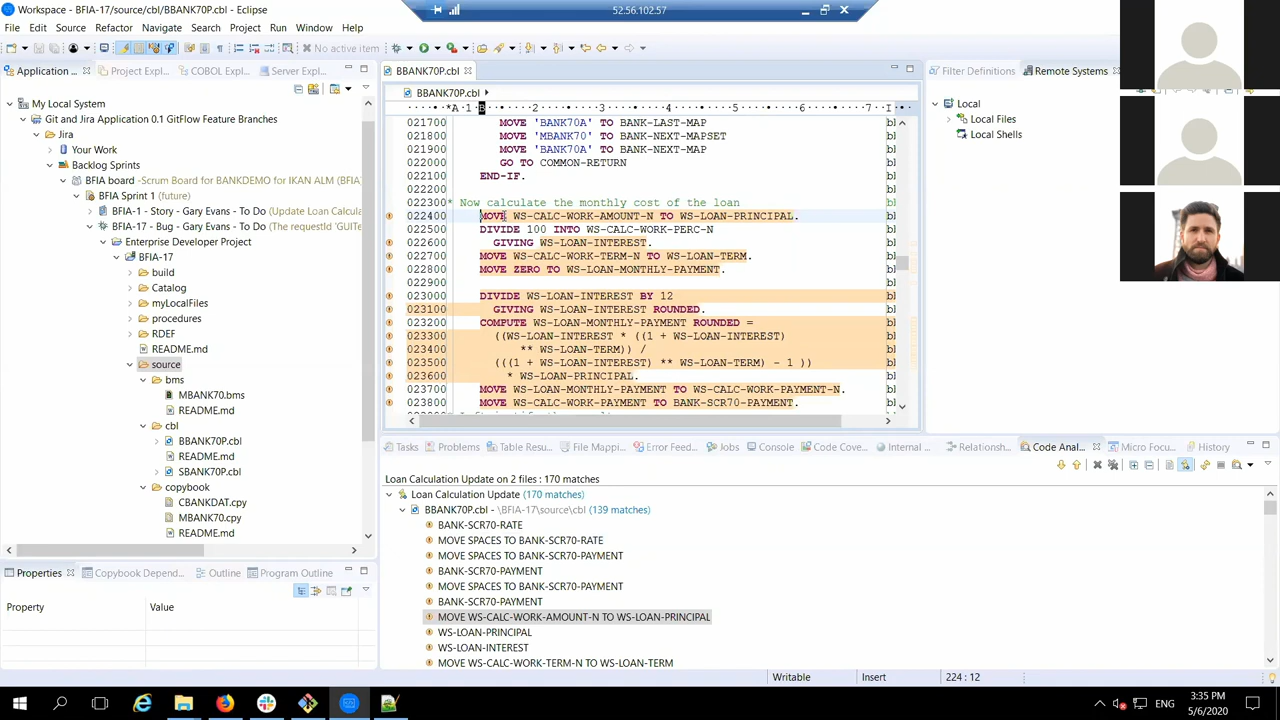 Workspace - BFIA-17/source/cbl/BBANK70P.cbl - Eclipse
52.56.102.57
File Edit Source Refactor Navigate Search Project Run Window Help
No active item
Application ...
Project Expl...
COBOL Expl...
Server Expl...
My Local System
Git and Jira Application 0.1 GitFlow Feature Branches
Jira
Your Work
Backlog Sprints
BFIA board -Scrum Board for BANKDEMO for IKAN ALM (BFIA
BFIA Sprint 1 (future)
BFIA-1 - Story - Gary Evans - To Do (Update Loan Calcula
BFIA-17 - Bug - Gary Evans - To Do (The requestId 'GUITe
Enterprise Developer Project
BFIA-17
build
Catalog
myLocalFiles
procedures
RDEF
README.md
source
bms
MBANK70.bms
README.md
cbl
BBANK70P.cbl
README.md
SBANK70P.cbl
copybook
CBANKDAT.cpy
MBANK70.cpy
README.md
Properties
Copybook Depend...
Outline
Program Outline
Property Value
BBANK70P.cbl
BBANK70P.cbl
*A 1 B 2 3 4 5 6 7 I
021700 MOVE 'BANK70A' TO BANK-LAST-MAP
021800 MOVE 'MBANK70' TO BANK-NEXT-MAPSET
021900 MOVE 'BANK70A' TO BANK-NEXT-MAP
022000 GO TO COMMON-RETURN
022100 END-IF.
022200
022300* Now calculate the monthly cost of the loan
022400 MOVE WS-CALC-WORK-AMOUNT-N TO WS-LOAN-PRINCIPAL.
022500 DIVIDE 100 INTO WS-CALC-WORK-PERC-N
022600 GIVING WS-LOAN-INTEREST.
022700 MOVE WS-CALC-WORK-TERM-N TO WS-LOAN-TERM.
022800 MOVE ZERO TO WS-LOAN-MONTHLY-PAYMENT.
022900
023000 DIVIDE WS-LOAN-INTEREST BY 12
023100 GIVING WS-LOAN-INTEREST ROUNDED.
023200 COMPUTE WS-LOAN-MONTHLY-PAYMENT ROUNDED =
023300 ((WS-LOAN-INTEREST * ((1 + WS-LOAN-INTEREST)
023400 ** WS-LOAN-TERM)) /
023500 (((1 + WS-LOAN-INTEREST) ** WS-LOAN-TERM) - 1 ))
023600 * WS-LOAN-PRINCIPAL.
023700 MOVE WS-LOAN-MONTHLY-PAYMENT TO WS-CALC-WORK-PAYMENT-N.
023800 MOVE WS-CALC-WORK-PAYMENT TO BANK-SCR70-PAYMENT.
Filter Definitions
Remote Systems
Local
Local Files
Local Shells
Tasks
Problems
Table Resu...
File Mappi...
Error Feed...
Jobs
Console
Code Cove...
Internal ...
Relationsh...
Code Anal...
Micro Focu...
History
Loan Calculation Update on 2 files : 170 matches
Loan Calculation Update (170 matches)
BBANK70P.cbl - \BFIA-17\source\cbl (139 matches)
BANK-SCR70-RATE
MOVE SPACES TO BANK-SCR70-RATE
MOVE SPACES TO BANK-SCR70-PAYMENT
BANK-SCR70-PAYMENT
MOVE SPACES TO BANK-SCR70-PAYMENT
BANK-SCR70-PAYMENT
MOVE WS-CALC-WORK-AMOUNT-N TO WS-LOAN-PRINCIPAL
WS-LOAN-PRINCIPAL
WS-LOAN-INTEREST
MOVE WS-CALC-WORK-TERM-N TO WS-LOAN-TERM
Writable Insert 224 : 12
ENG
3:35 PM
5/6/2020